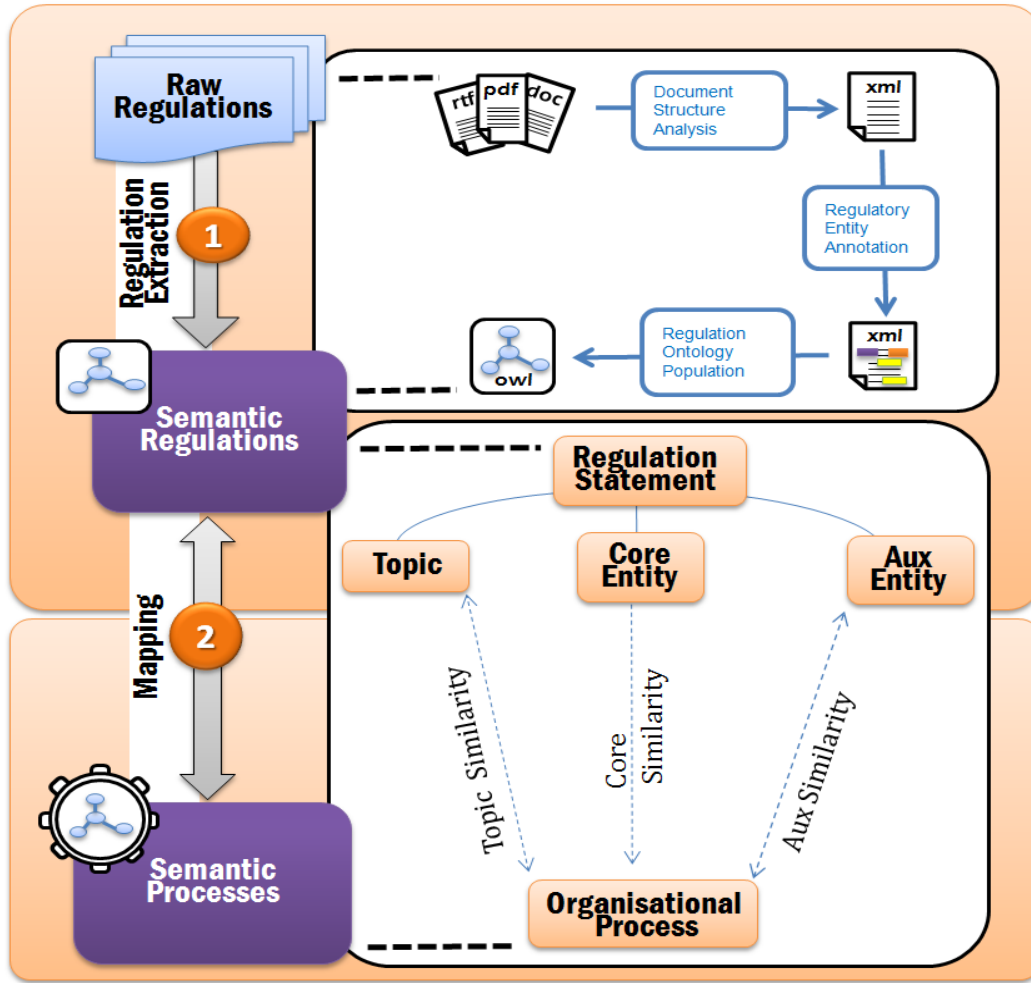 Raw
Regulations
Regulation
Extraction
1
rtf
pdf
doc
Document
Structure
Analysis
xml
Regulatory
Entity
Annotation
xml
Regulation
Ontology
Population
owl
Semantic
Regulations
Mapping
2
Semantic
Processes
Regulation
Statement
Topic
Core
Entity
Aux
Entity
Topic Similarity
Core
Similarity
Aux Similarity
Organisational
Process